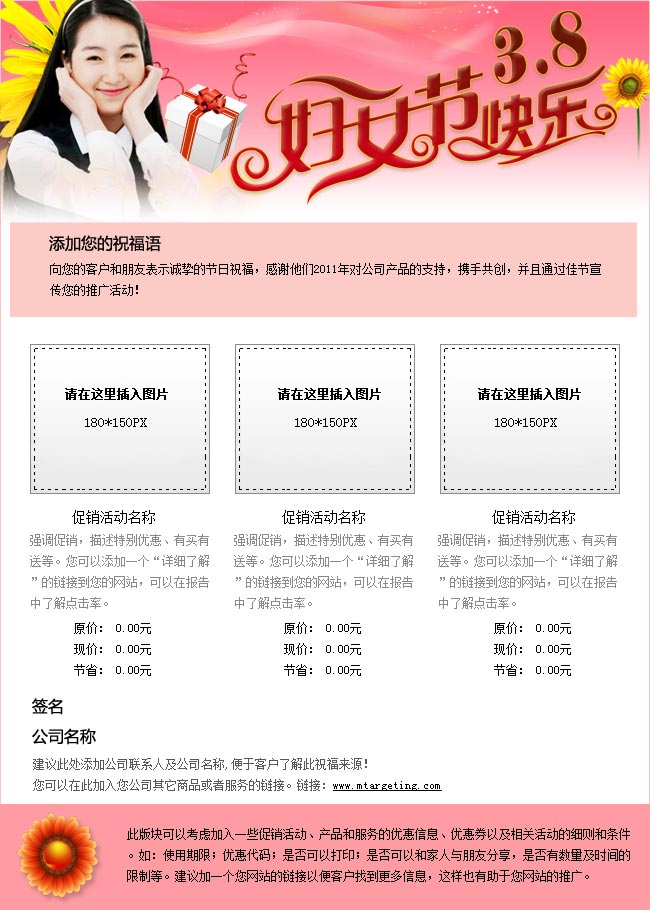 3.8
妇女节快乐
添加您的祝福语
向您的客户和朋友表示诚挚的节日祝福，感谢他们2011年对公司产品的支持，携手共创，并且通过佳节宣
传您的推广活动！
请在这里插入图片 请在这里插入图片 请在这里插入图片
180*150PX 180*150PX 180*150PX
促销活动名称 促销活动名称 促销活动名称
强调促销，描述特别优惠、有买有 强调促销，描述特别优惠、有买有 强调促销，描述特别优惠、有买有
送等。您可以添加一个“详细了解 送等。您可以添加一个“详细了解 送等。您可以添加一个“详细了解
”的链接到您的网站，可以在报告 ”的链接到您的网站，可以在报告 ”的链接到您的网站，可以在报告
中了解点击率。 中了解点击率。 中了解点击率。
原价： 0.00元 原价： 0.00元 原价： 0.00元
现价： 0.00元 现价： 0.00元 现价： 0.00元
节省： 0.00元 节省： 0.00元 节省： 0.00元
签名
公司名称
建议此处添加公司联系人及公司名称,便于客户了解此祝福来源！
您可以在此加入您公司其它商品或者服务的链接。链接：www.mtargeting.com
此版块可以考虑加入一些促销活动、产品和服务的优惠信息、优惠券以及相关活动的细则和条件
。如：使用期限；优惠代码；是否可以打印；是否可以和家人与朋友分享，是否有数量及时间的
限制等。建议加一个您网站的链接以便客户找到更多信息，这样也有助于您网站的推广。